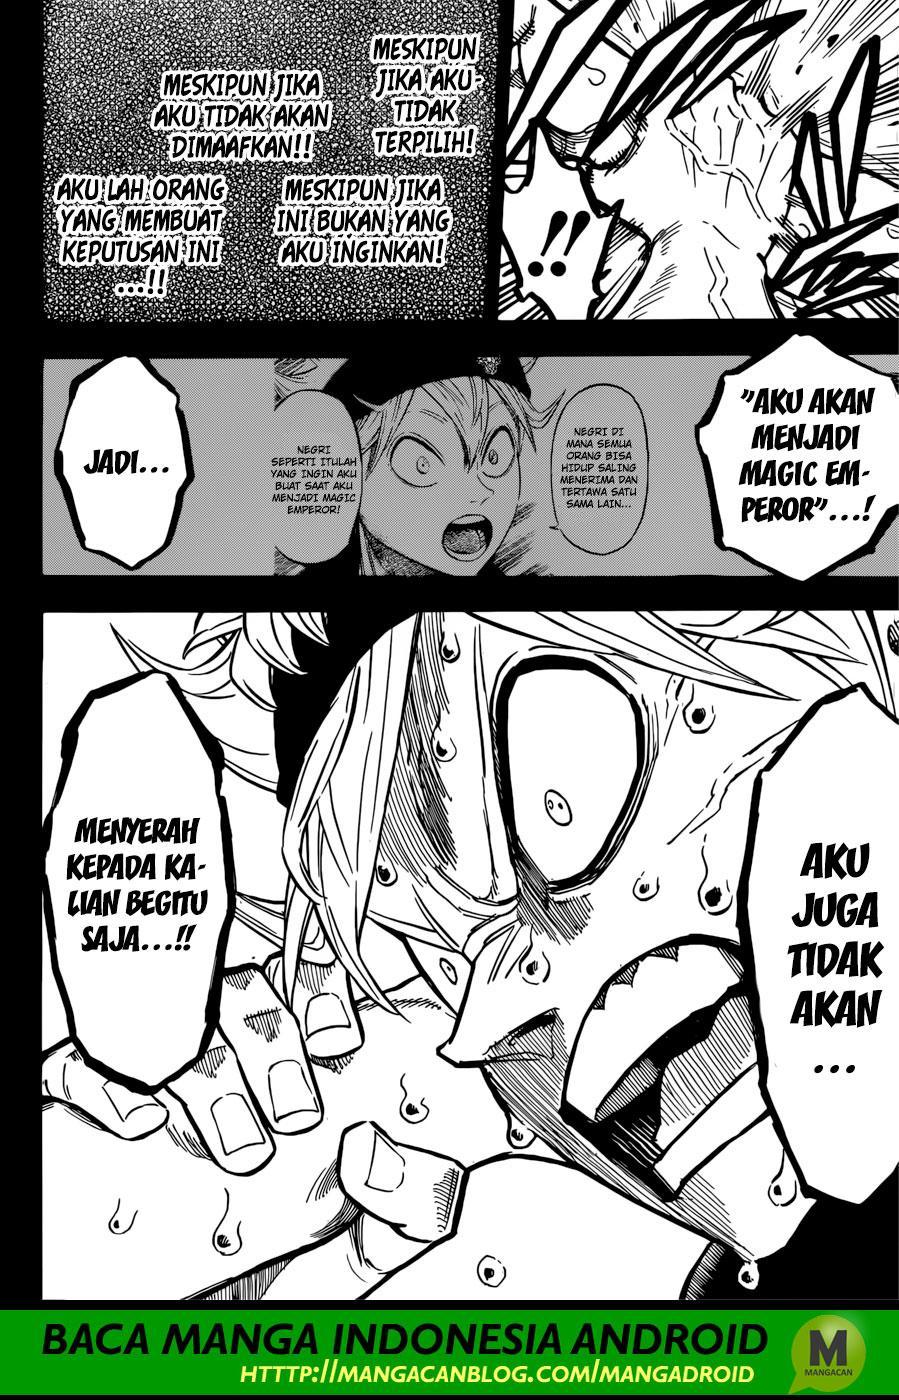 MESKIPUN
JIKA AKU
TIDAK
TERPILIH!
MESKIPUN JIKA
AKU TIDAK AKAN
DIMAAFKAN!!
MESKIPUN JIKA
INI BUKAN YANG
AKU INGINKAN!
AKU LAH ORANG
YANG MEMBUAT
KEPUTUSAN INI
...!!
!!
"AKU AKAN
MENJADI
MAGIC EM-
PEROR"...!
NEGRI DI
MANA SEMUA
ORANG BISA
HIDUP SALING
MENERIMA DAN
TERTAWA SATU
SAMA LAIN...
NEGRI
SEPERTI ITULAH
YANG INGIN AKU
BUAT SAAT AKU
MENJADI MAGIC
EMPEROR!
JADI...
AKU
JUGA
TIDAK
AKAN
...
MENYERAH
KEPADA KA-
LIAN BEGITU
SAJA...!!
BACA MANGA INDONESIA ANDROID
HTTTP://MANGACANBLOG.COM/MANGADROID
M
MANGACAN